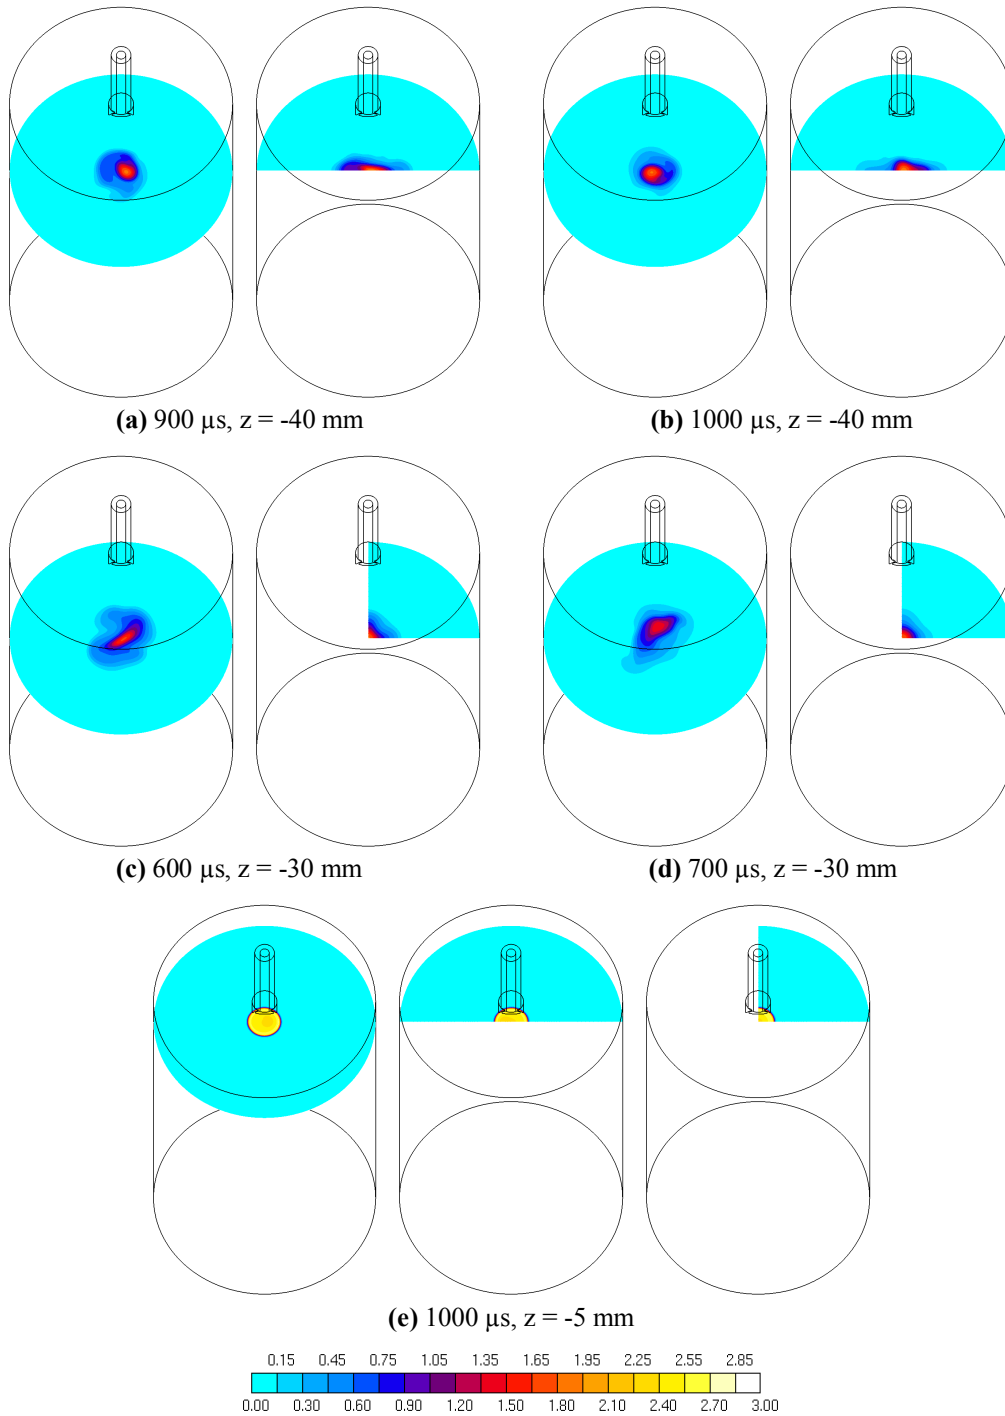 (a) 900 µs, z = -40 mm
(b) 1000 µs, z = -40 mm
(c) 600 µs, z = -30 mm
(d) 700 µs, z = -30 mm
(e) 1000 µs, z = -5 mm
0.15 0.45 0.75 1.05 1.35 1.65 1.95 2.25 2.55 2.85
0.00 0.30 0.60 0.90 1.20 1.50 1.80 2.10 2.40 2.70 3.00